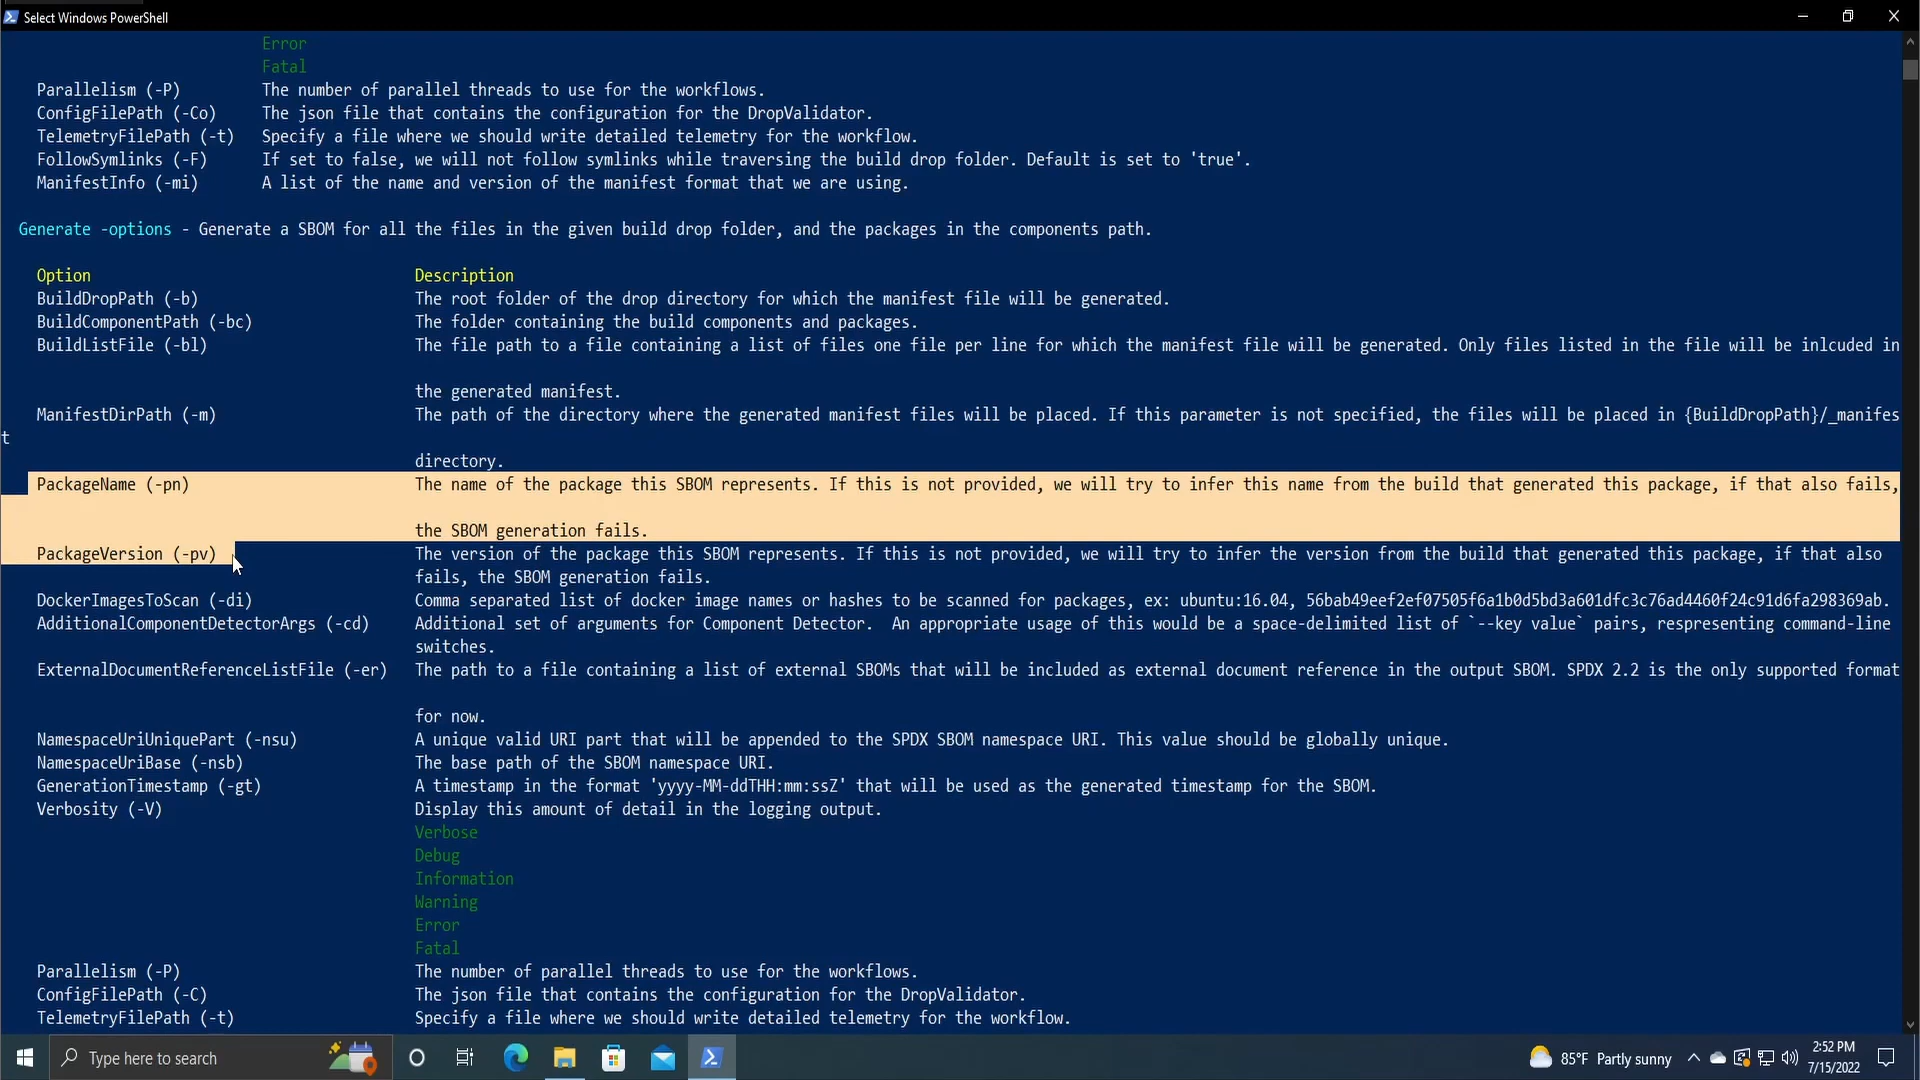 Select Windows PowerShell
Error
Fatal
Parallelism (-P) The number of parallel threads to use for the workflows.
ConfigFilePath (-Co) The json file that contains the configuration for the DropValidator.
TelemetryFilePath (-t) Specify a file where we should write detailed telemetry for the workflow.
FollowSymlinks (-F) If set to false, we will not follow symlinks while traversing the build drop folder. Default is set to 'true'.
ManifestInfo (-mi) A list of the name and version of the manifest format that we are using.
Generate -options - Generate a SBOM for all the files in the given build drop folder, and the packages in the components path.
Option Description
BuildDropPath (-b) The root folder of the drop directory for which the manifest file will be generated.
BuildComponentPath (-bc) The folder containing the build components and packages.
BuildListFile (-bl) The file path to a file containing a list of files one file per line for which the manifest file will be generated. Only files listed in the file will be inlcuded in
the generated manifest.
ManifestDirPath (-m) The path of the directory where the generated manifest files will be placed. If this parameter is not specified, the files will be placed in {BuildDropPath}/_manifes
t
directory.
PackageName (-pn) The name of the package this SBOM represents. If this is not provided, we will try to infer this name from the build that generated this package, if that also fails,
the SBOM generation fails.
PackageVersion (-pv) The version of the package this SBOM represents. If this is not provided, we will try to infer the version from the build that generated this package, if that also
fails, the SBOM generation fails.
DockerImagesToScan (-di) Comma separated list of docker image names or hashes to be scanned for packages, ex: ubuntu:16.04, 56bab49eef2ef07505f6a1b0d5bd3a601dfc3c76ad4460f24c91d6fa298369ab.
AdditionalComponentDetectorArgs (-cd) Additional set of arguments for Component Detector.  An appropriate usage of this would be a space-delimited list of `--key value` pairs, respresenting command-line
switches.
ExternalDocumentReferenceListFile (-er) The path to a file containing a list of external SBOMs that will be included as external document reference in the output SBOM. SPDX 2.2 is the only supported format
for now.
NamespaceUriUniquePart (-nsu) A unique valid URI part that will be appended to the SPDX SBOM namespace URI. This value should be globally unique.
NamespaceUriBase (-nsb) The base path of the SBOM namespace URI.
GenerationTimestamp (-gt) A timestamp in the format 'yyyy-MM-ddTHH:mm:ssZ' that will be used as the generated timestamp for the SBOM.
Verbosity (-V) Display this amount of detail in the logging output.
Verbose
Debug
Information
Warning
Error
Fatal
Parallelism (-P) The number of parallel threads to use for the workflows.
ConfigFilePath (-C) The json file that contains the configuration for the DropValidator.
TelemetryFilePath (-t) Specify a file where we should write detailed telemetry for the workflow.
Type here to search 85°F Partly sunny 2:52 PM
7/15/2022